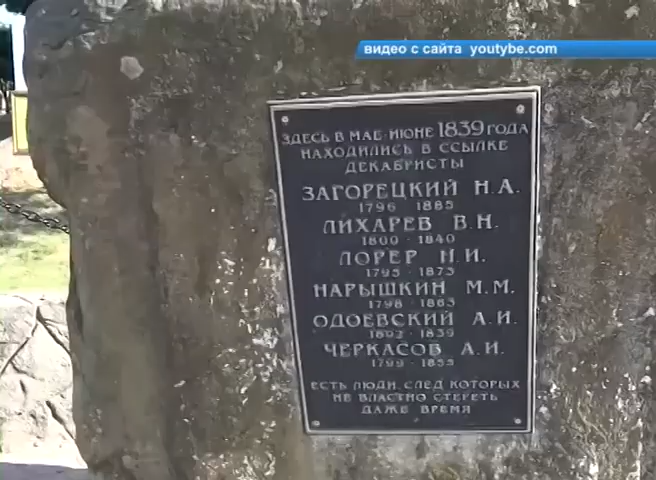 видео с сайта youtybe.com
ЗДЕСЬ В МАЕ-ИЮНЕ 1839 ГОДА
НАХОДИЛИСЬ В ССЫЛКЕ
ДЕКАБРИСТЫ
ЗАГОРЕЦКИЙ Н.А.
1796 - 1885
ЛИХАРЕВ В.Н.
1800 - 1840
ЛОРЕР Н.И.
1795 - 1873
НАРЫШКИН М.М.
1798 - 1863
ОДОЕВСКИЙ А.И.
1802 - 1839
ЧЕРКАСОВ А.И.
1799 - 1855
ЕСТЬ ЛЮДИ, СЛЕД КОТОРЫХ
НЕ ВЛАСТНО СТЕРЕТЬ
ДАЖЕ ВРЕМЯ